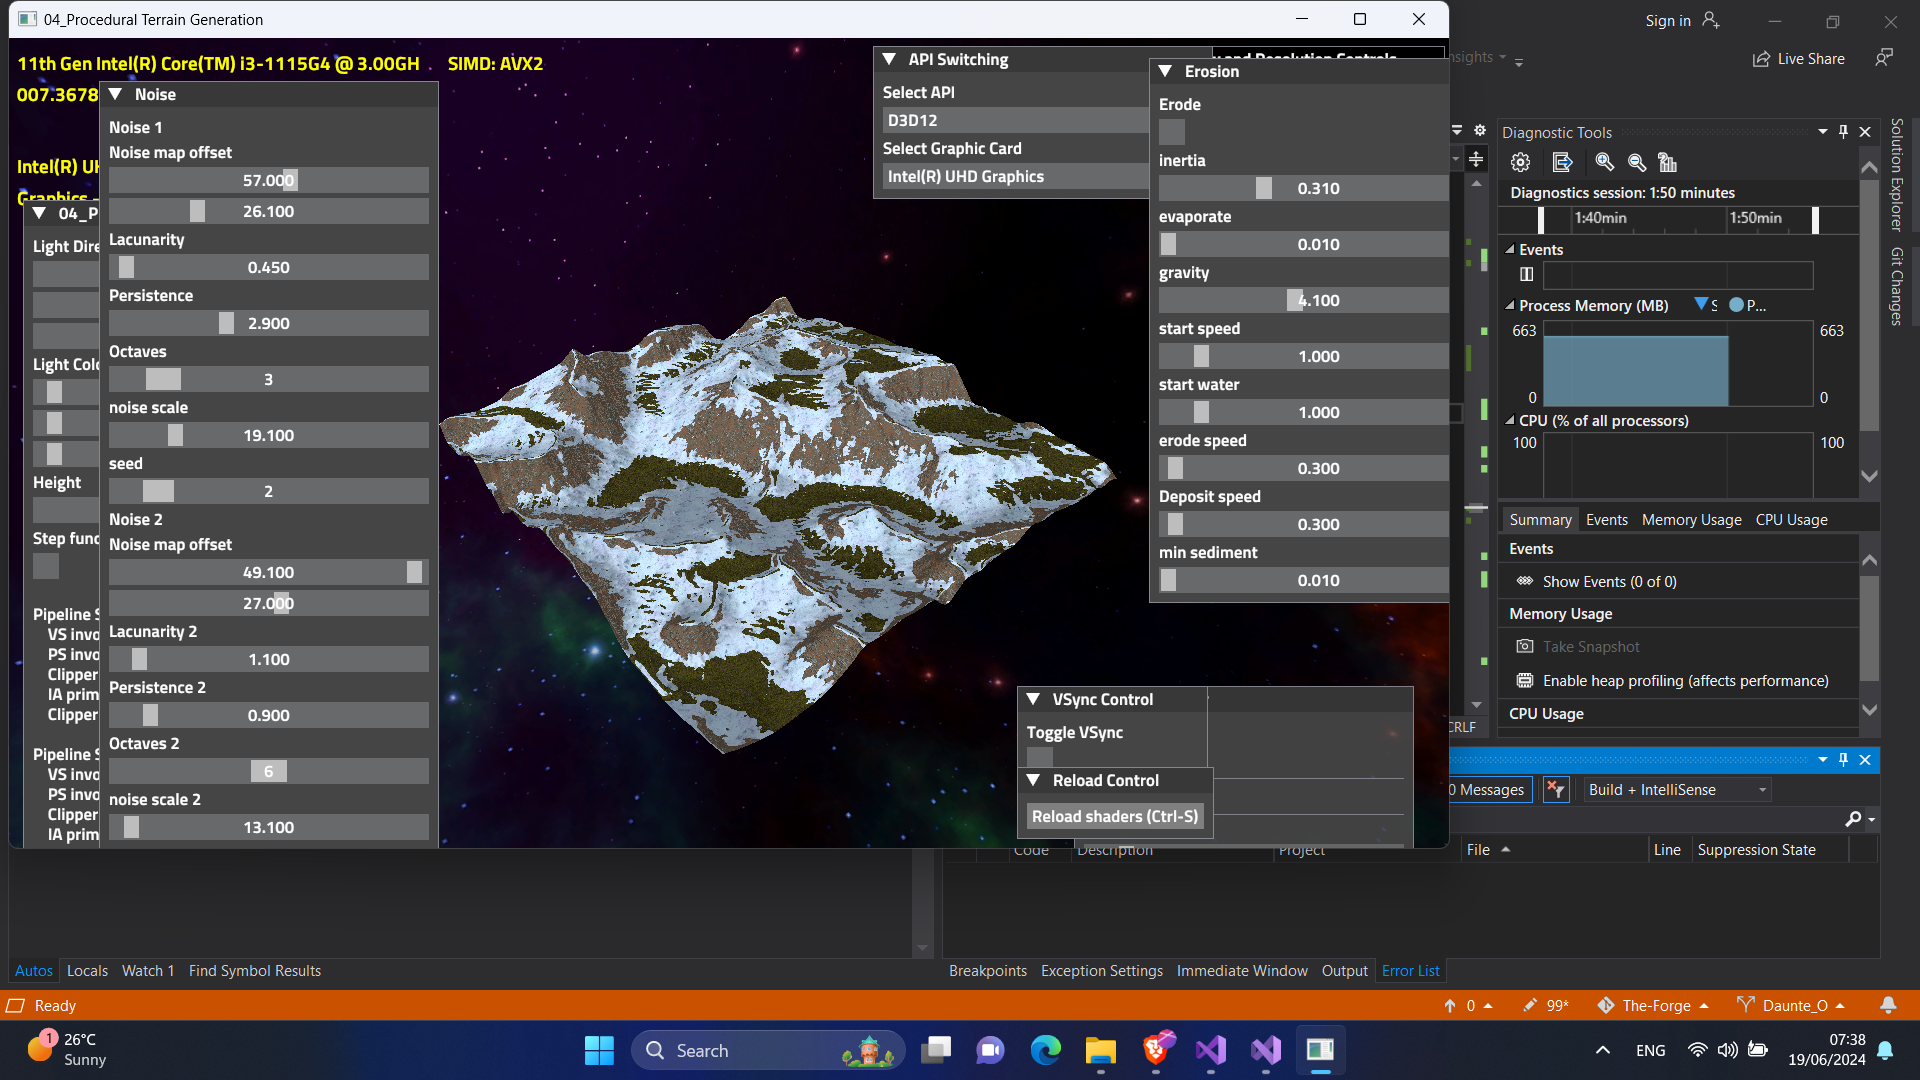 04_Procedural Terrain Generation
11th Gen Intel(R) Core(TM) i3-1115G4 @ 3.00GH SIMD: AVX2
007.3678
Intel(R) UH
Graphics
Noise
Noise 1
Noise map offset
57.000
26.100
Lacunarity
0.450
Persistence
2.900
Octaves
3
noise scale
19.100
seed
2
Noise 2
Noise map offset
49.100
27.000
Lacunarity 2
1.100
Persistence 2
0.900
Octaves 2
6
noise scale 2
13.100
04_P
Light Dire
Light Colo
Height
Step func
Pipeline S
VS invo
PS invo
Clipper
IA prim
Clipper
Pipeline S
VS invo
PS invo
Clipper
IA prim
API Switching
Select API
D3D12
Select Graphic Card
Intel(R) UHD Graphics
and Resolution Controls
Erosion
Erode
inertia
0.310
evaporate
0.010
gravity
4.100
start speed
1.000
start water
1.000
erode speed
0.300
Deposit speed
0.300
min sediment
0.010
VSync Control
Toggle VSync
Reload Control
Reload shaders (Ctrl-S)
Sign in
nsights
Live Share
Diagnostic Tools
Diagnostics session: 1:50 minutes
1:40min 1:50min
Events
Process Memory (MB) S P...
663 663
0 0
CPU (% of all processors)
100 100
Summary Events Memory Usage CPU Usage
Events
Show Events (0 of 0)
Memory Usage
Take Snapshot
Enable heap profiling (affects performance)
CPU Usage
Solution Explorer
Git Changes
CRLF
0 Messages Build + IntelliSense
Code Description Project File Line Suppression State
Autos Locals Watch 1 Find Symbol Results
Breakpoints Exception Settings Immediate Window Output Error List
Ready
0 99* The-Forge Daunte_O
1
26°C
Sunny
Search
ENG
07:38
19/06/2024